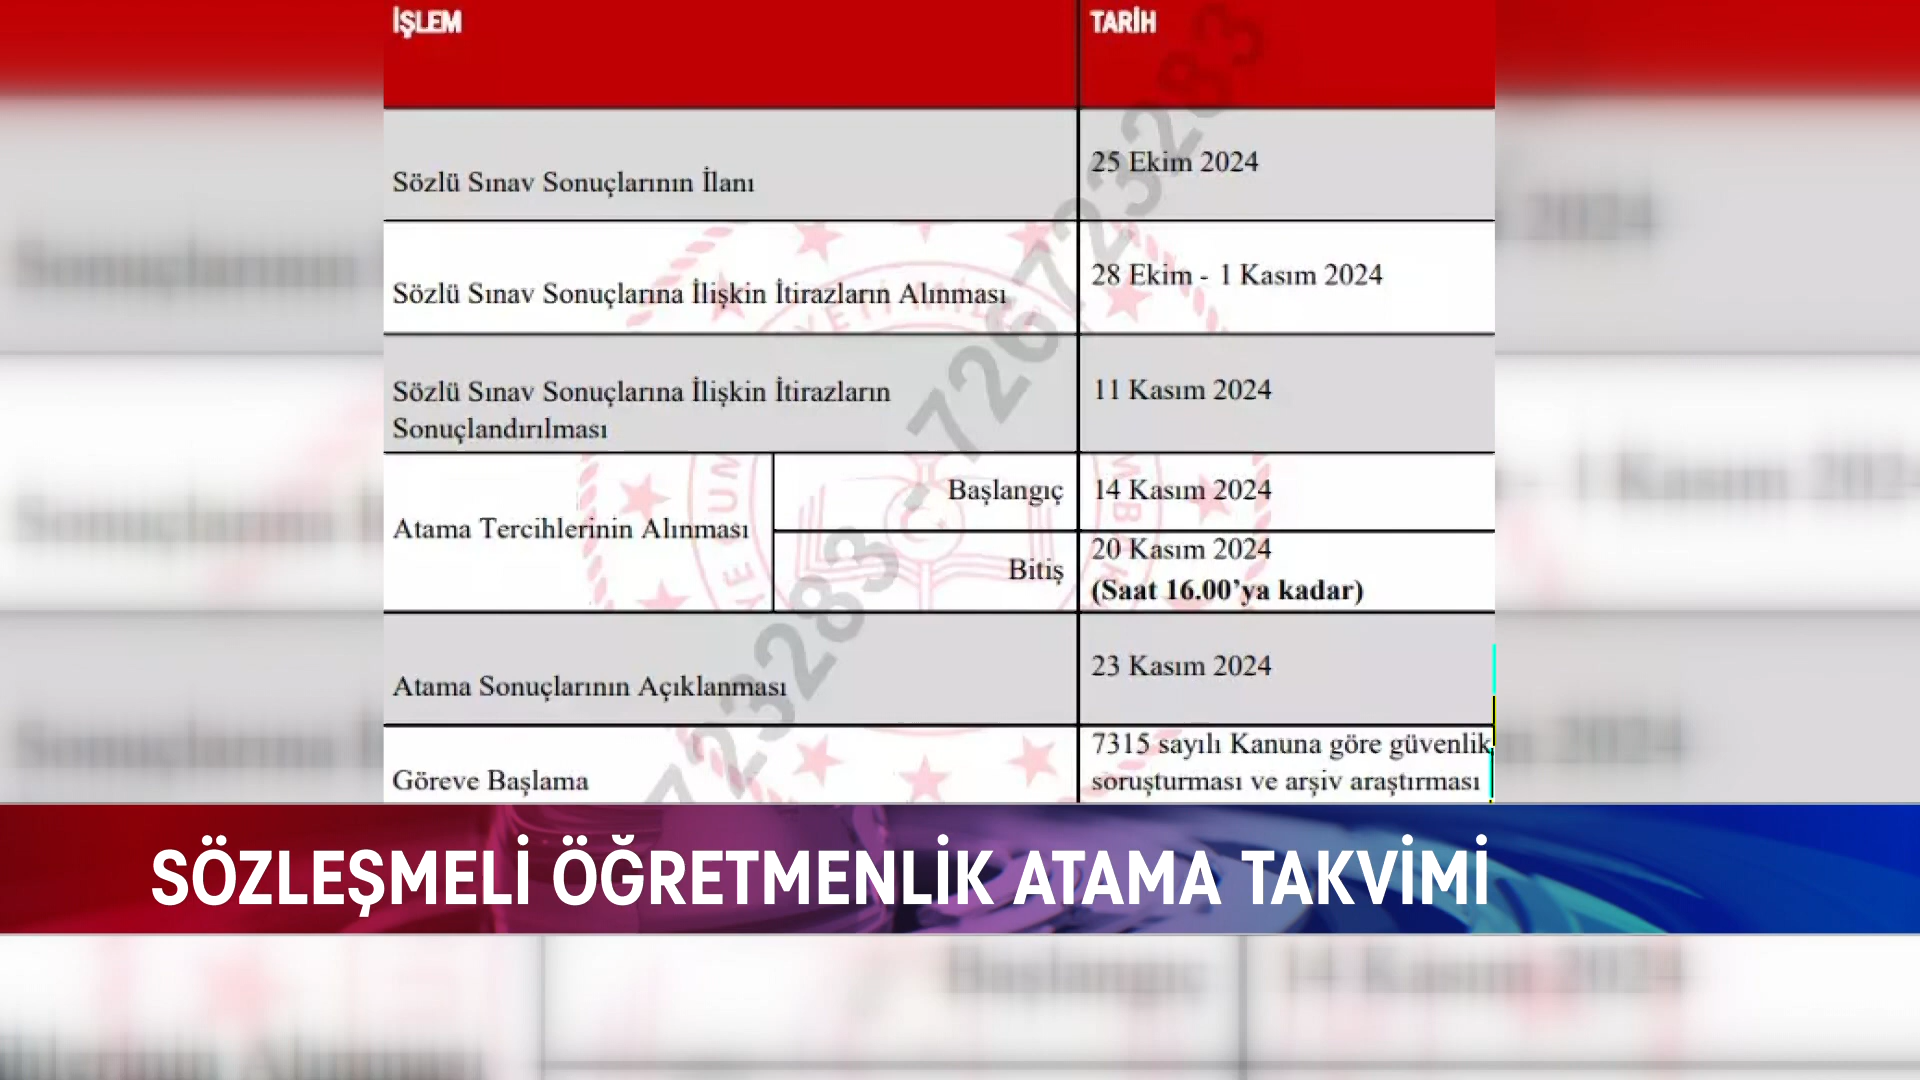 İŞLEM
TARİH
Sözlü Sınav Sonuçlarının İlanı
25 Ekim 2024
Sözlü Sınav Sonuçlarına İlişkin İtirazların Alınması
28 Ekim - 1 Kasım 2024
Sözlü Sınav Sonuçlarına İlişkin İtirazların
Sonuçlandırılması
11 Kasım 2024
Atama Tercihlerinin Alınması
Başlangıç
14 Kasım 2024
Bitiş
20 Kasım 2024
(Saat 16.00’ya kadar)
Atama Sonuçlarının Açıklanması
23 Kasım 2024
Göreve Başlama
7315 sayılı Kanuna göre güvenlik
soruşturması ve arşiv araştırması
SÖZLEŞMELİ ÖĞRETMENLİK ATAMA TAKVİMİ